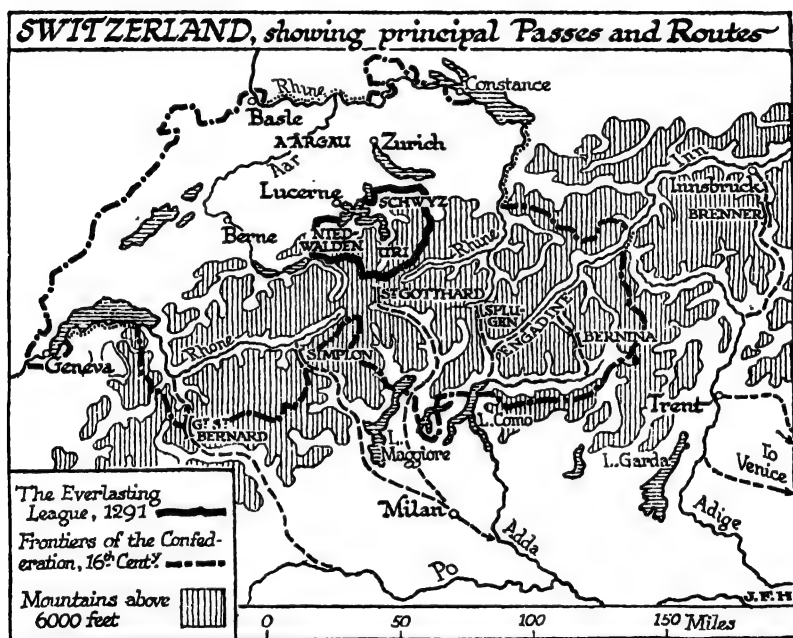 SWITZERLAND, showing principal Passes and Routes
Rhine
Constance
Basle
AARGAU
Zurich
Aar
Inn
Lucerne
SCHWYZ
Innsbruck
BRENNER
Berne
NIED-
WALDEN
URI
Rhine
St GOTTHARD
SPLU-
GEN
ENGADINE
BERNINA
Rhone
SIMPLON
Geneva
Gt St
BERNARD
L.
Maggiore
L. Como
Trent
L. Garda
To
Venice
Milan
Adda
Adige
Po
The Everlasting
League, 1291
Frontiers of the Confed-
eration, 16th Centy.
Mountains above
6000 feet
J.F.H.
0 50 100 150 Miles